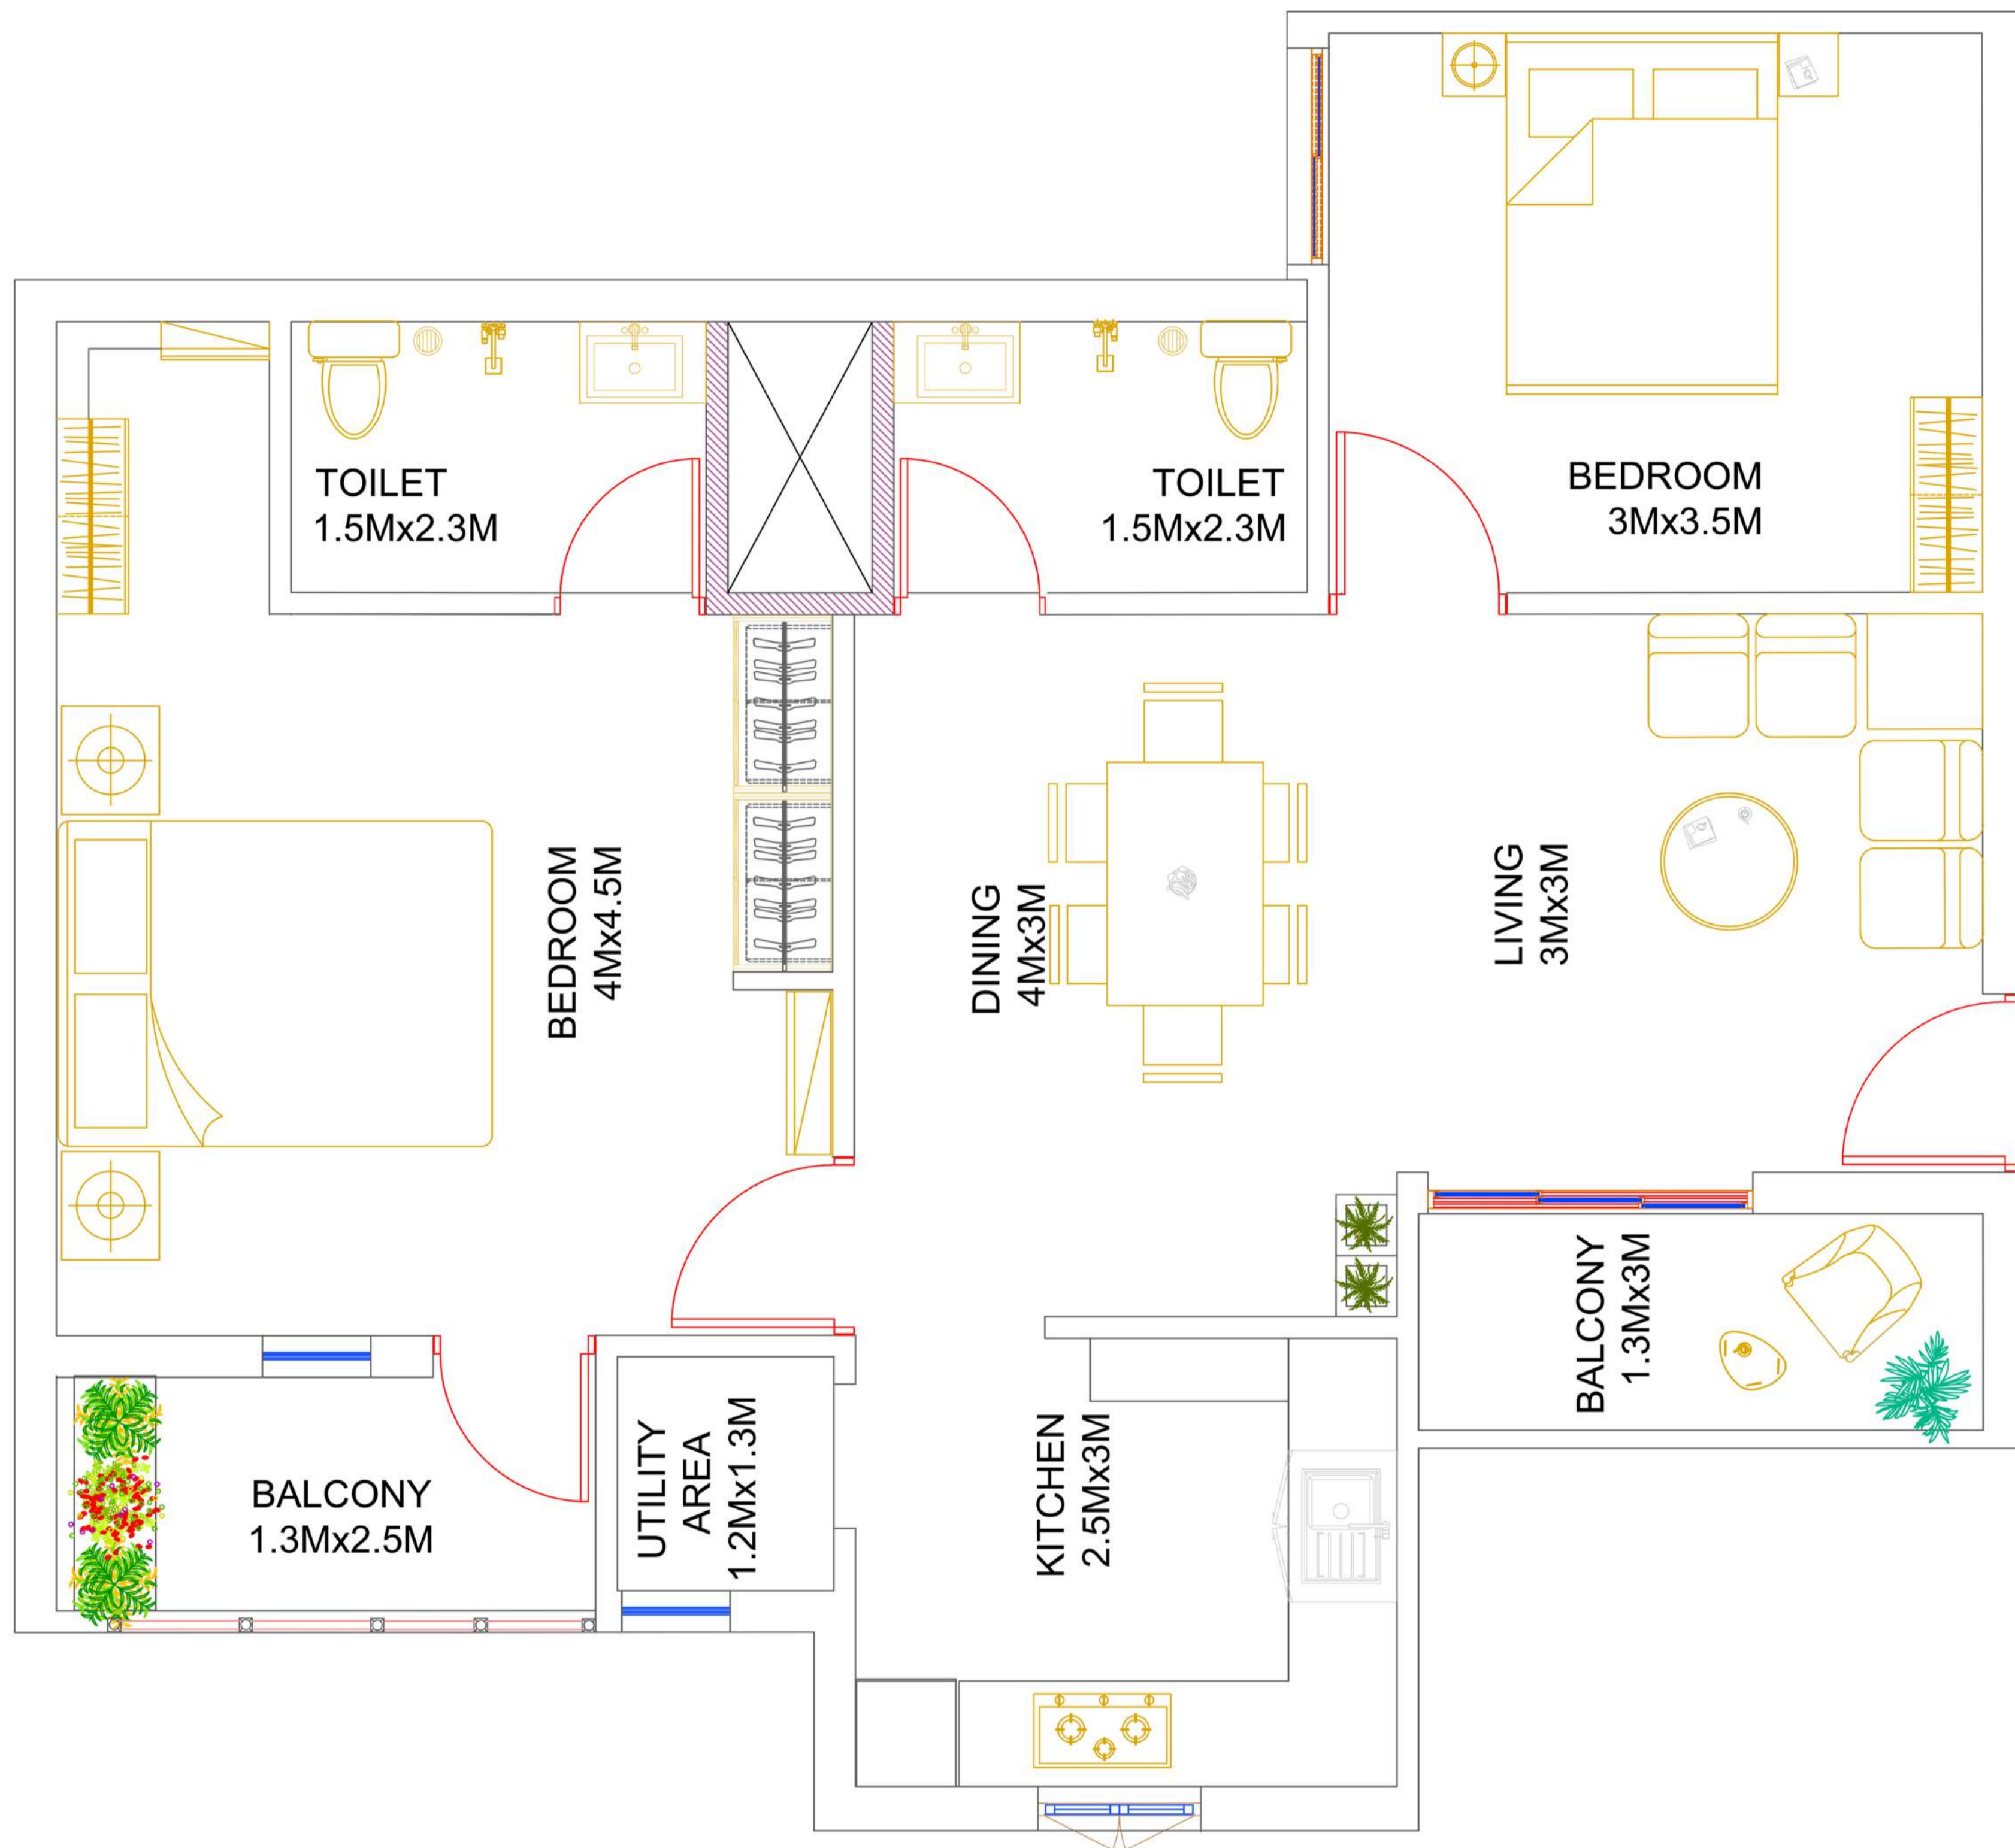 TOILET
1.5Mx2.3M
TOILET
1.5Mx2.3M
BEDROOM
3Mx3.5M
BEDROOM
4Mx4.5M
DINING
4Mx3M
LIVING
3Mx3M
BALCONY
1.3Mx2.5M
UTILITY
AREA
1.2Mx1.3M
KITCHEN
2.5Mx3M
BALCONY
1.3Mx3M